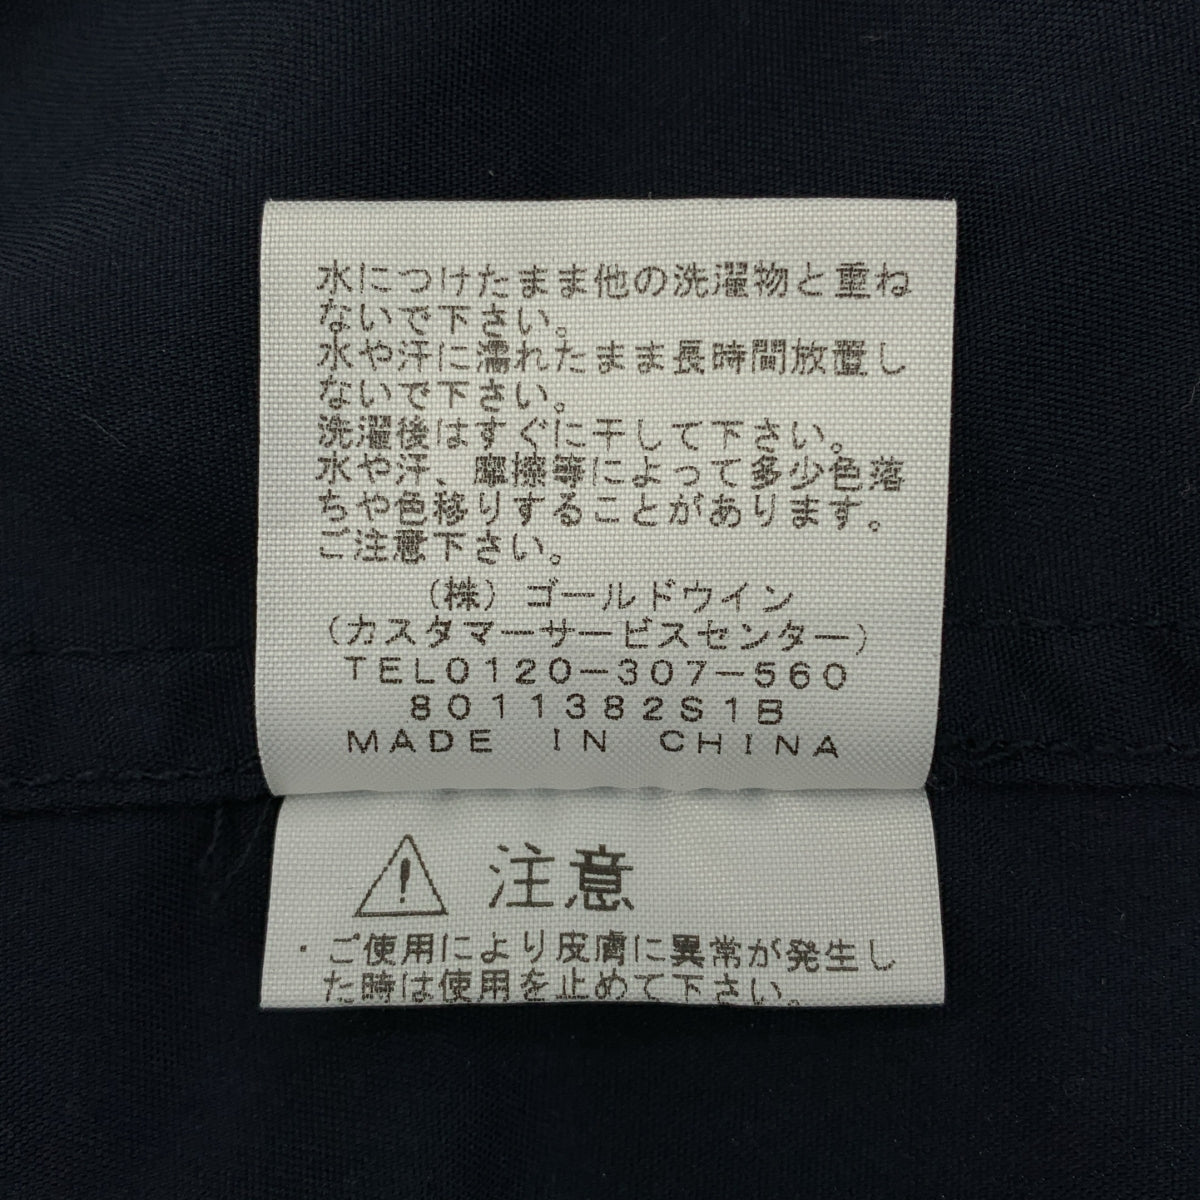 水につけたまま他の洗濯物と重ね
ないで下さい。
水や汗に濡れたまま長時間放置し
ないで下さい。
洗濯後はすぐに干して下さい。
水や汗、摩擦等によって多少色落
ちや色移りすることがあります。
ご注意下さい。
(株)ゴールドウイン
(カスタマーサービスセンター)
TEL0120-307-560
8011382S1B
MADE IN CHINA
注意
・ご使用により皮膚に異常が発生し
た時は使用を止めて下さい。